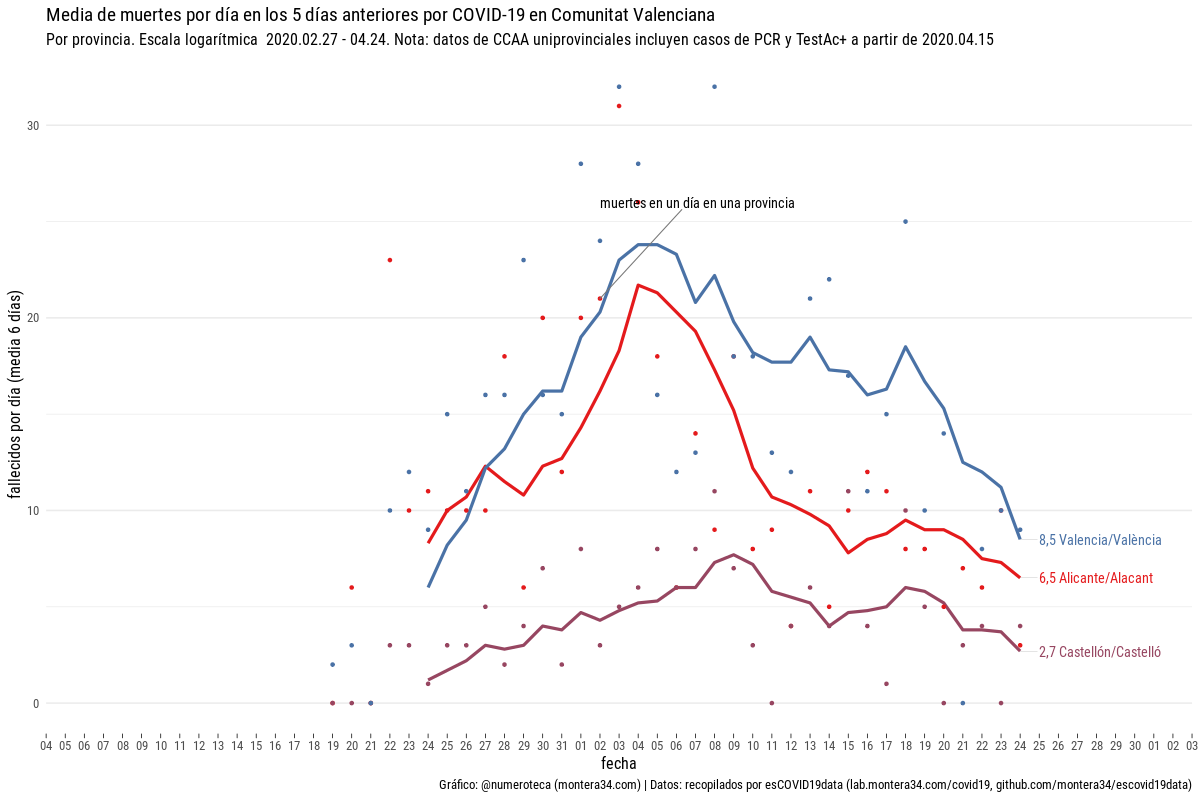 Media de muertes por día en los 5 días anteriores por COVID-19 en Comunitat Valenciana
Por provincia. Escala logarítmica  2020.02.27 - 04.24. Nota: datos de CCAA uniprovinciales incluyen casos de PCR y TestAc+ a partir de 2020.04.15
fallecidos por día (media 6 días)
30
20
10
0
muertes en un día en una provincia
8,5 Valencia/València
6,5 Alicante/Alacant
2,7 Castellón/Castelló
04 05 06 07 08 09 10 11 12 13 14 15 16 17 18 19 20 21 22 23 24 25 26 27 28 29 30 31 01 02 03 04 05 06 07 08 09 10 11 12 13 14 15 16 17 18 19 20 21 22 23 24 25 26 27 28 29 30 01 02 03
fecha
Gráfico: @numeroteca (montera34.com) | Datos: recopilados por esCOVID19data (lab.montera34.com/covid19, github.com/montera34/escovid19data)